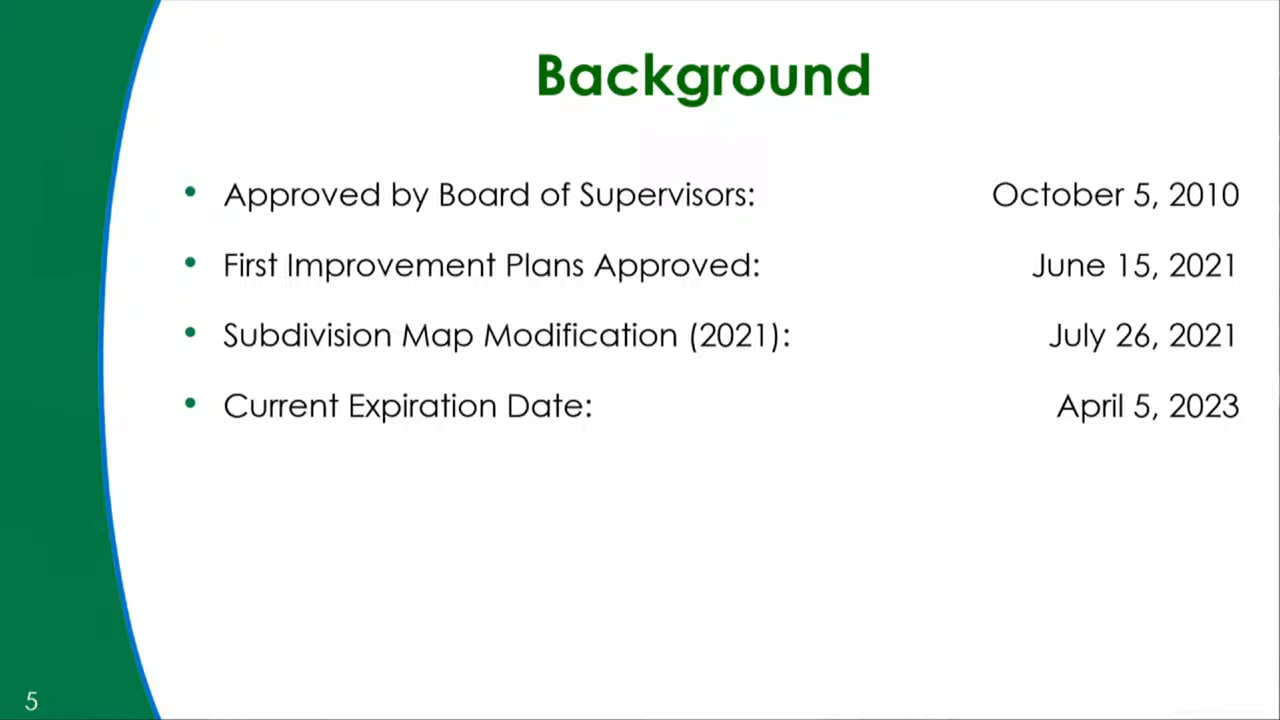 Background
• Approved by Board of Supervisors: October 5, 2010
• First Improvement Plans Approved: June 15, 2021
• Subdivision Map Modification (2021): July 26, 2021
• Current Expiration Date: April 5, 2023
5